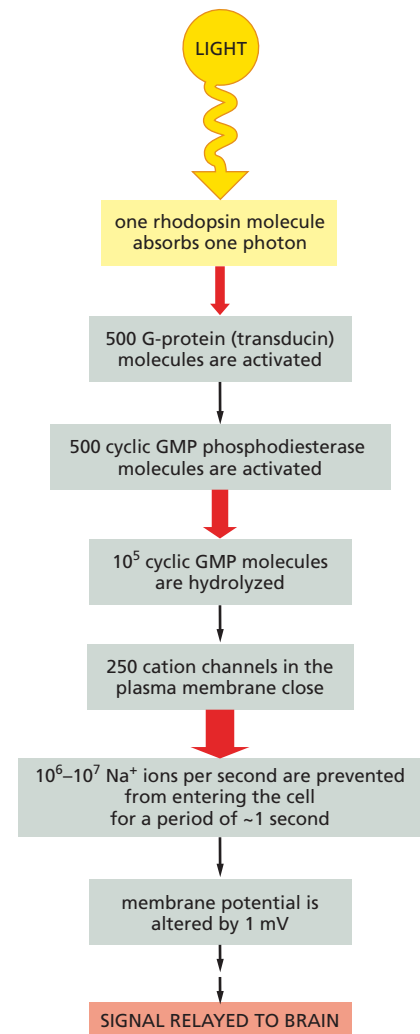 LIGHT
one rhodopsin molecule
absorbs one photon
500 G-protein (transducin)
molecules are activated
500 cyclic GMP phosphodiesterase
molecules are activated
10⁵ cyclic GMP molecules
are hydrolyzed
250 cation channels in the
plasma membrane close
10⁶–10⁷ Na⁺ ions per second are prevented
from entering the cell
for a period of ~1 second
membrane potential is
altered by 1 mV
SIGNAL RELAYED TO BRAIN